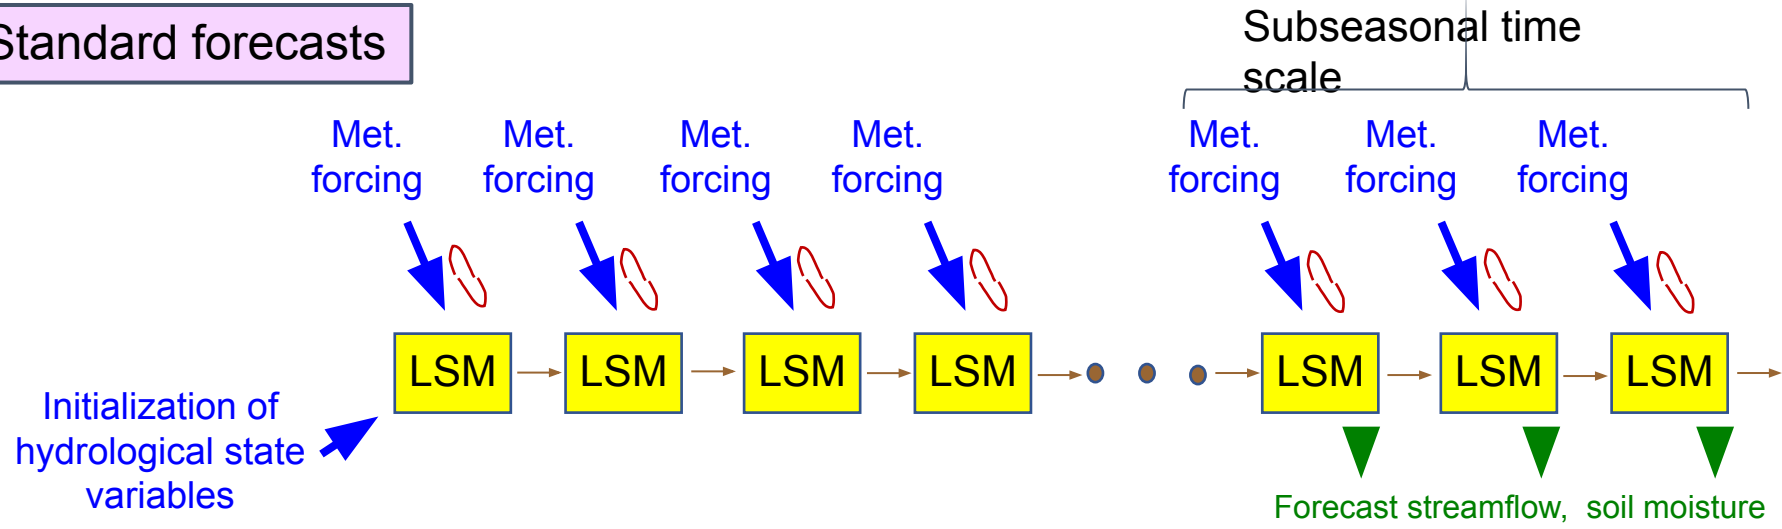 Standard forecasts
Subseasonal time
scale
Met.
forcing
Met.
forcing
Met.
forcing
Met.
forcing
Met.
forcing
Met.
forcing
Met.
forcing
LSM
LSM
LSM
LSM
LSM
LSM
LSM
Initialization of
hydrological state
variables
Forecast streamflow, soil moisture